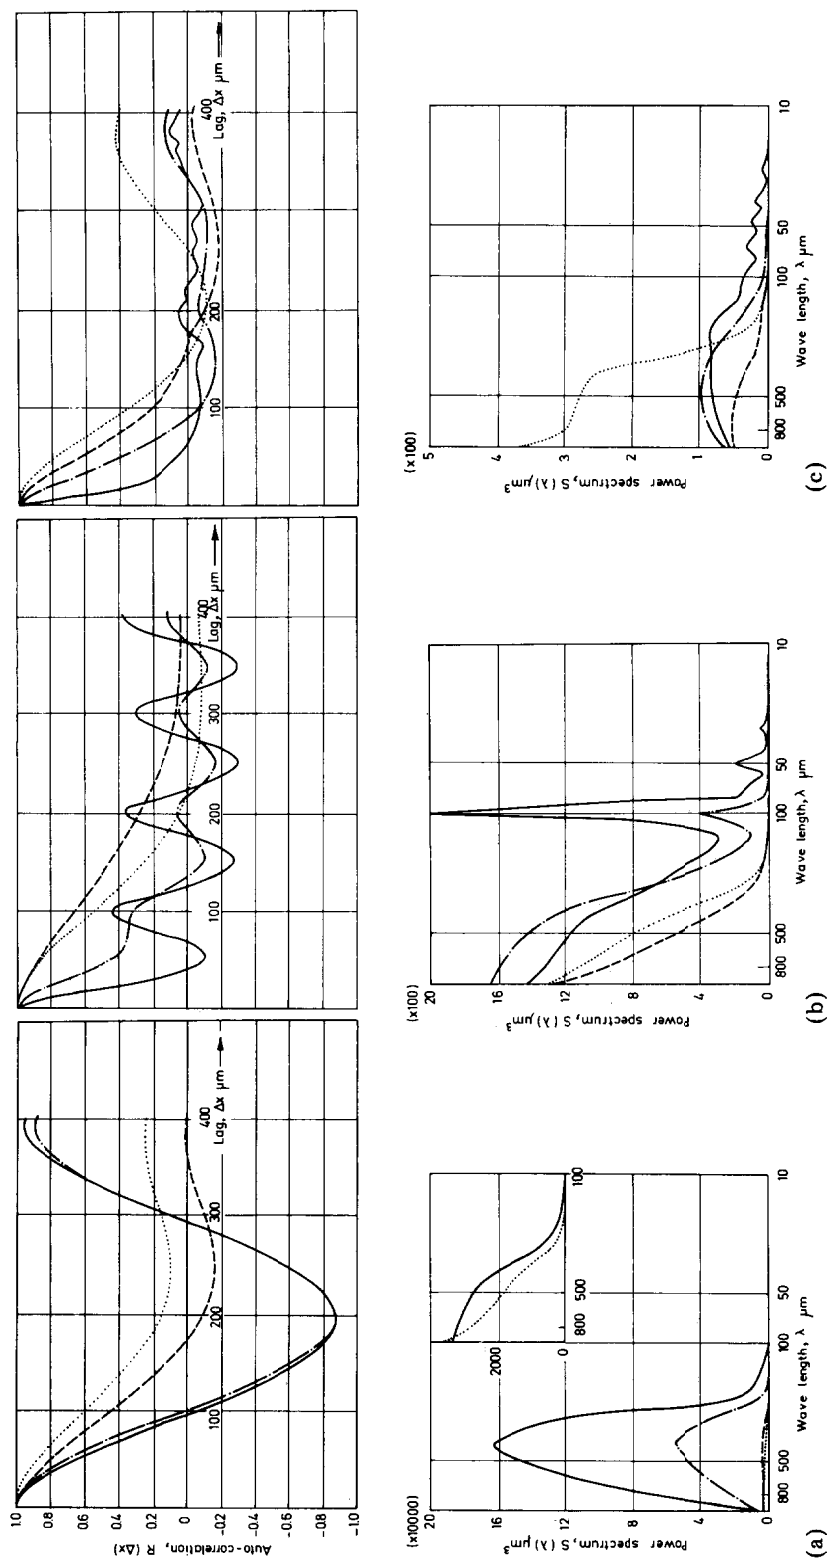 Auto-correlation, R (Δx)
1.0
0.8
0.6
0.4
0.2
0
-0.2
-0.4
-0.6
-0.8
-1.0
100 200 300 400
Lag, Δx μm
100 200 300 400
Lag, Δx μm
100 200 400
Lag, Δx μm
(x10000)
Power spectrum, S (λ) μm³
16
12
8
4
0
800 500 100 50 10
Wave length, λ μm
2000
0
800 500 100
(a)
(x100)
Power spectrum, S (λ) μm³
20
16
12
8
4
0
800 500 100 50 10
Wave length, λ μm
(b)
(x100)
Power spectrum, S (λ) μm³
5
4
3
2
1
0
800 500 100 50 10
Wave length, λ μm
(c)